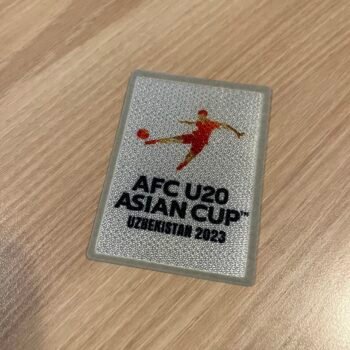 AFC U20
ASIAN CUP™
UZBEKISTAN 2023